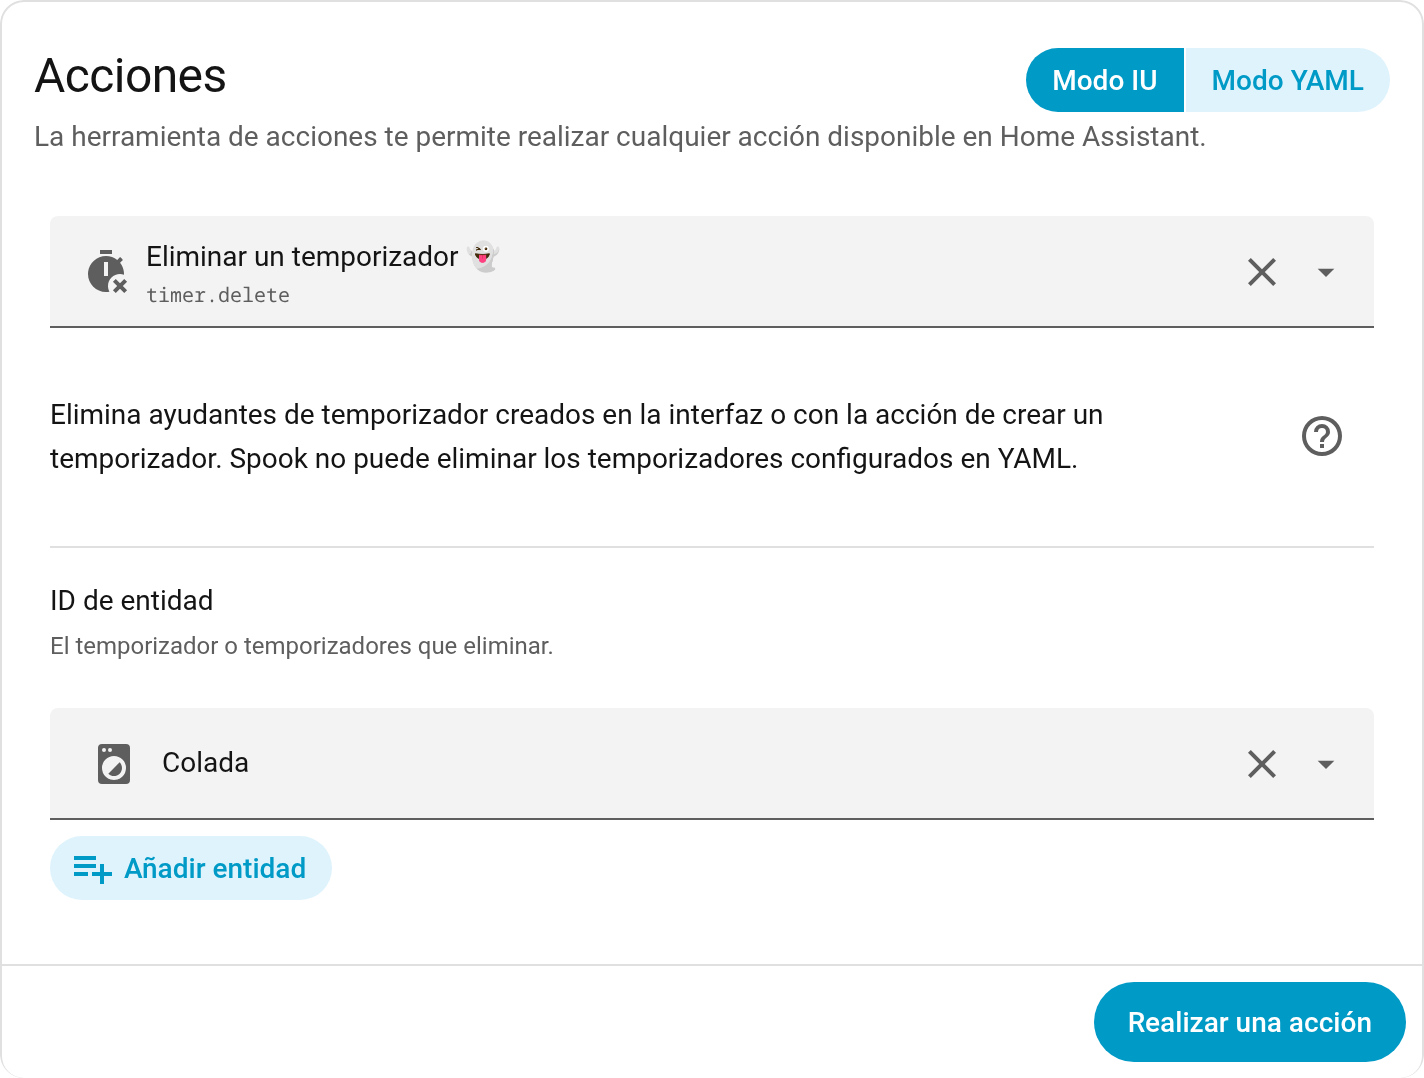 Acciones
Modo IU
Modo YAML
La herramienta de acciones te permite realizar cualquier acción disponible en Home Assistant.
Eliminar un temporizador 👻
timer.delete
Elimina ayudantes de temporizador creados en la interfaz o con la acción de crear un
temporizador. Spook no puede eliminar los temporizadores configurados en YAML.
ID de entidad
El temporizador o temporizadores que eliminar.
Colada
Añadir entidad
Realizar una acción